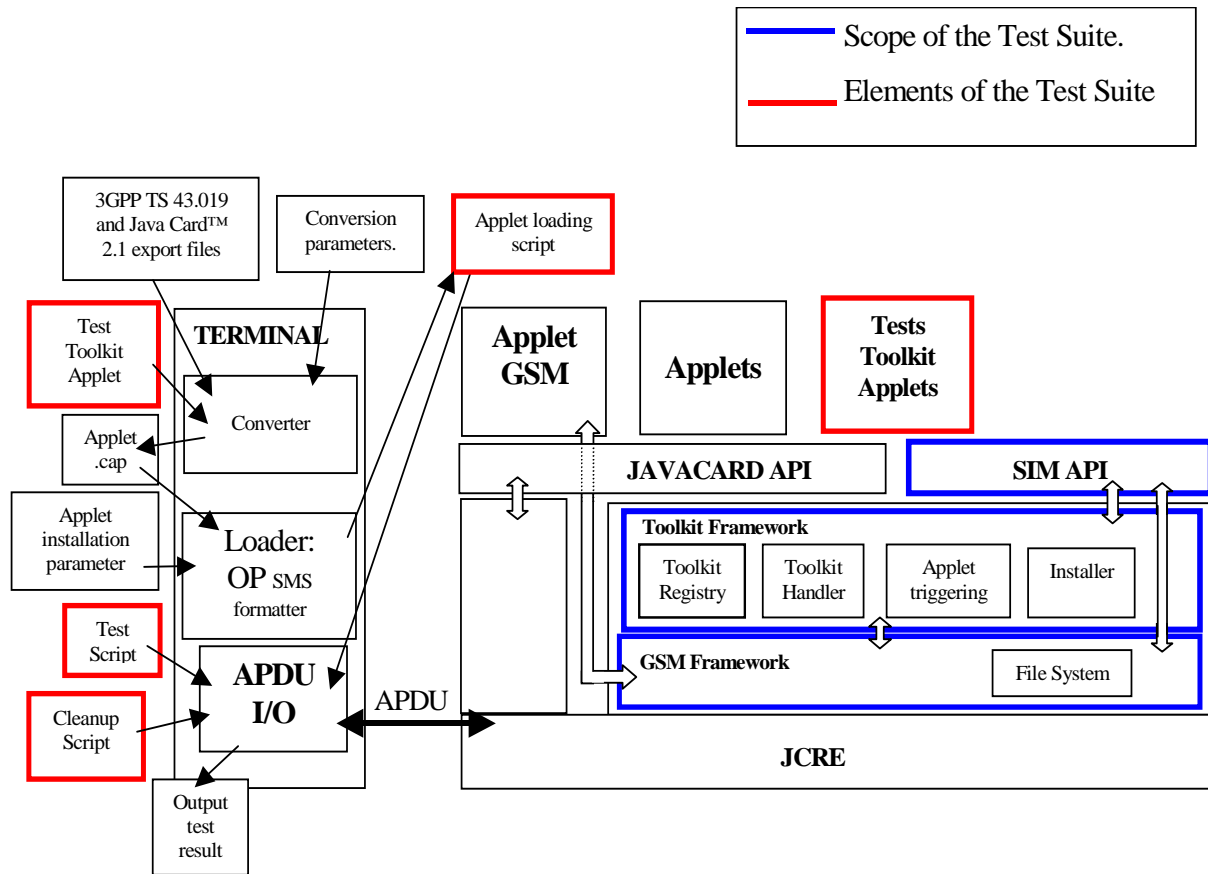 Scope of the Test Suite.
Elements of the Test Suite
3GPP TS 43.019
and Java Card™
2.1 export files
Conversion
parameters.
Applet loading
script
Test
Toolkit
Applet
TERMINAL
Converter
Applet
.cap
Applet
installation
parameter
Loader:
OP SMS
formatter
Test
Script
APDU
I/O
Cleanup
Script
Output
test
result
APDU
Applet
GSM
Applets
Tests
Toolkit
Applets
JAVACARD API
SIM API
Toolkit Framework
Toolkit
Registry
Toolkit
Handler
Applet
triggering
Installer
GSM Framework
File System
JCRE